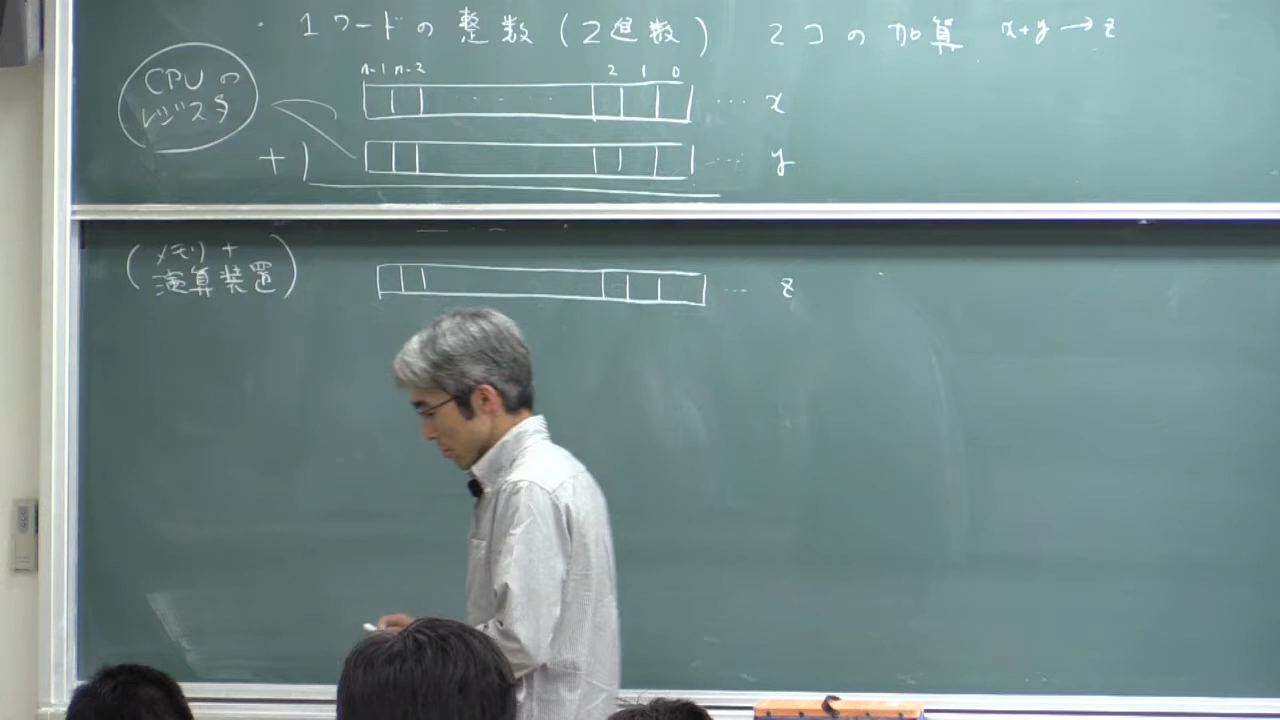 ・1ワードの整数(2進数) 2コの加算 x+y→z
CPUの
レジスタ
n-1 n-2 ..... 2 1 0
... x
+) ... y
(メモリ+
演算装置)
... z